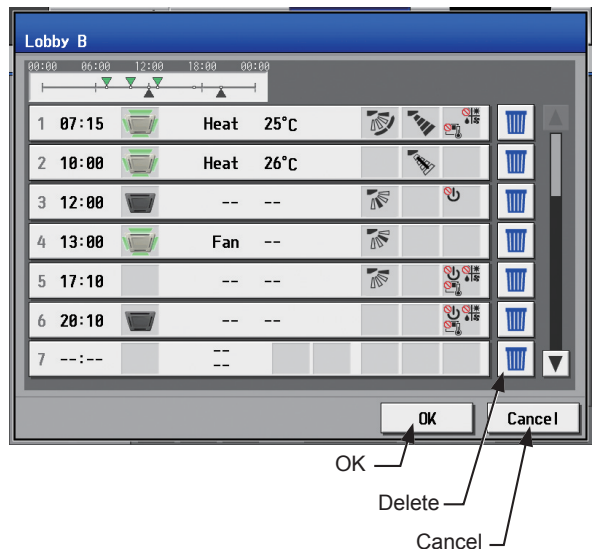 Lobby B
00:00 06:00 12:00 18:00 00:00
1 07:15 Heat 25°C
2 10:00 Heat 26°C
3 12:00 -- --
4 13:00 Fan --
5 17:10 -- --
6 20:10 -- --
7 --:-- --
--
OK Cancel
OK
Delete
Cancel